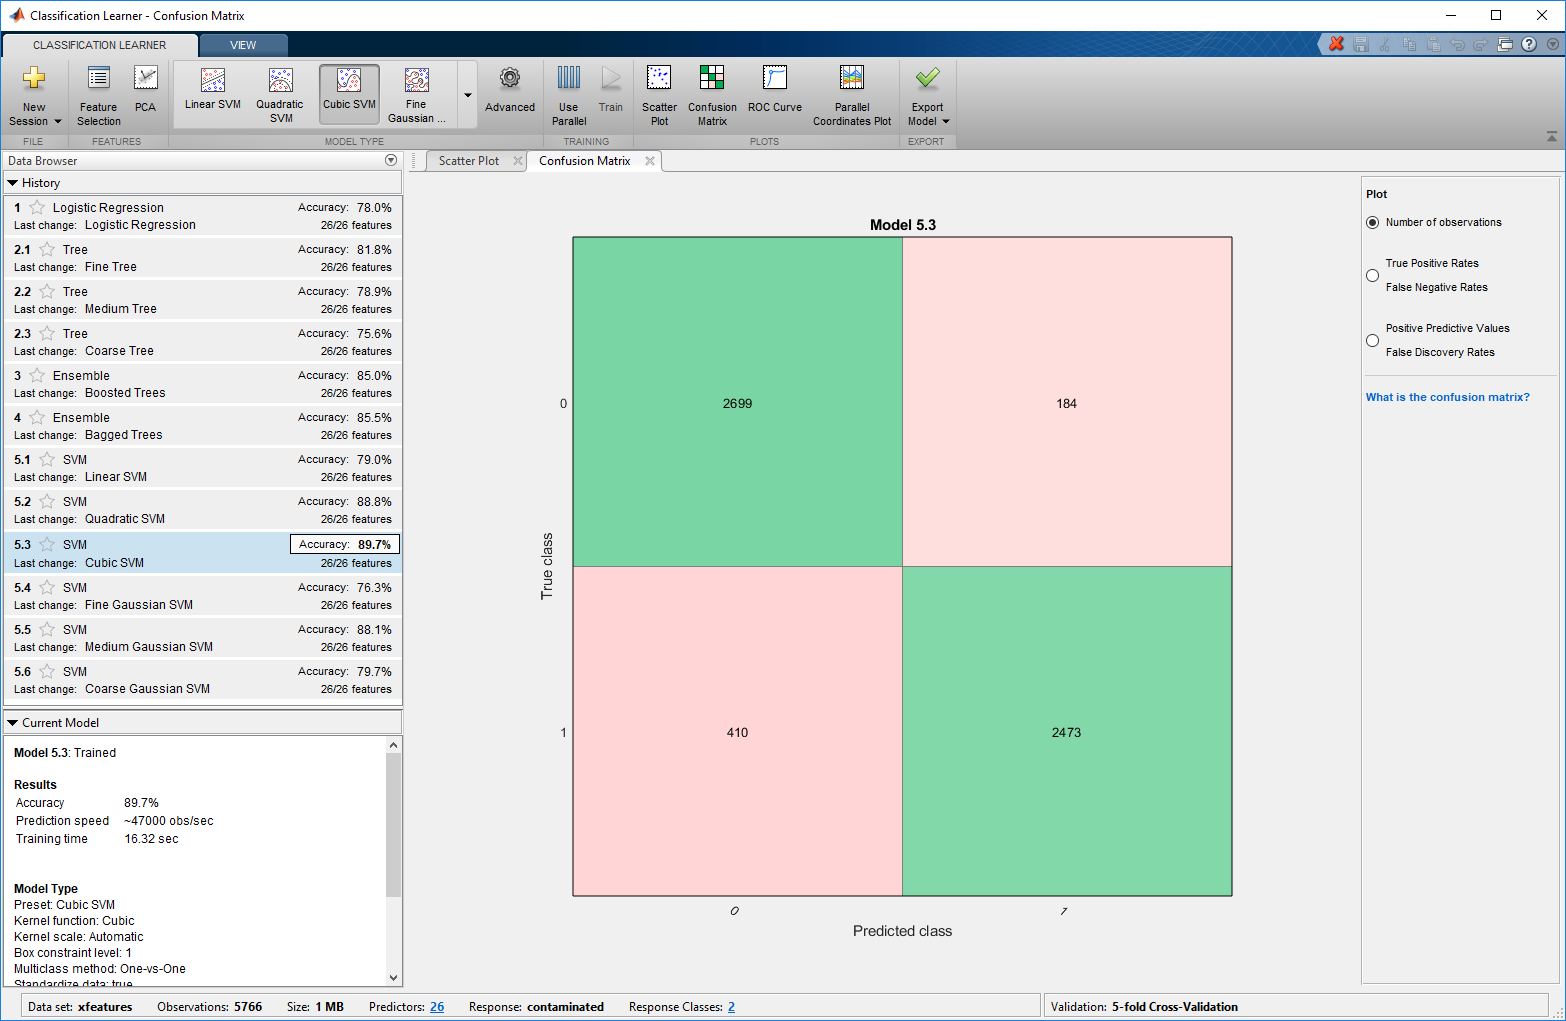 Classification Learner - Confusion Matrix
CLASSIFICATION LEARNER
VIEW
New Session
Feature Selection
PCA
Linear SVM
Quadratic SVM
Cubic SVM
Fine Gaussian ...
Advanced
Use Parallel
Train
Scatter Plot
Confusion Matrix
ROC Curve
Parallel Coordinates Plot
Export Model
FILE
FEATURES
MODEL TYPE
TRAINING
PLOTS
EXPORT
Data Browser
History
1 Logistic Regression Accuracy: 78.0%
Last change: Logistic Regression 26/26 features
2.1 Tree Accuracy: 81.8%
Last change: Fine Tree 26/26 features
2.2 Tree Accuracy: 78.9%
Last change: Medium Tree 26/26 features
2.3 Tree Accuracy: 75.6%
Last change: Coarse Tree 26/26 features
3 Ensemble Accuracy: 85.0%
Last change: Boosted Trees 26/26 features
4 Ensemble Accuracy: 85.5%
Last change: Bagged Trees 26/26 features
5.1 SVM Accuracy: 79.0%
Last change: Linear SVM 26/26 features
5.2 SVM Accuracy: 88.8%
Last change: Quadratic SVM 26/26 features
5.3 SVM Accuracy: 89.7%
Last change: Cubic SVM 26/26 features
5.4 SVM Accuracy: 76.3%
Last change: Fine Gaussian SVM 26/26 features
5.5 SVM Accuracy: 88.1%
Last change: Medium Gaussian SVM 26/26 features
5.6 SVM Accuracy: 79.7%
Last change: Coarse Gaussian SVM 26/26 features
Current Model
Model 5.3: Trained
Results
Accuracy 89.7%
Prediction speed ~47000 obs/sec
Training time 16.32 sec
Model Type
Preset: Cubic SVM
Kernel function: Cubic
Kernel scale: Automatic
Box constraint level: 1
Multiclass method: One-vs-One
Standardize data: true
Scatter Plot
Confusion Matrix
Model 5.3
0 2699 184
True class
1 410 2473
0 1
Predicted class
Plot
Number of observations
True Positive Rates
False Negative Rates
Positive Predictive Values
False Discovery Rates
What is the confusion matrix?
Data set: xfeatures Observations: 5766 Size: 1 MB Predictors: 26 Response: contaminated Response Classes: 2
Validation: 5-fold Cross-Validation